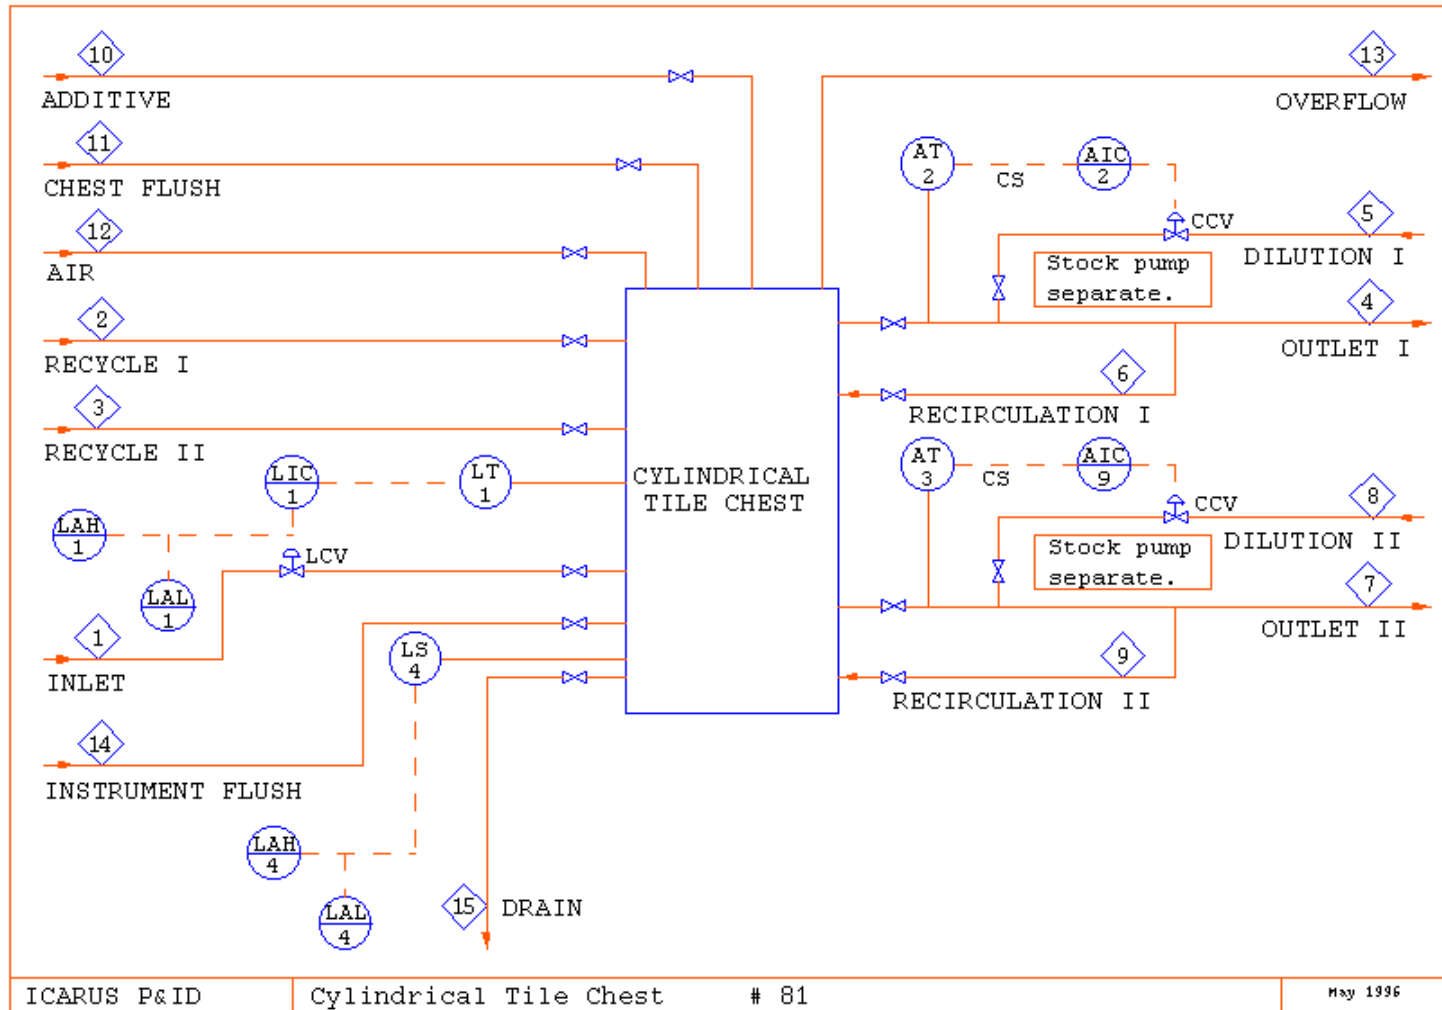 10
ADDITIVE
13
OVERFLOW
11
CHEST FLUSH
AT
2
CS
AIC
2
CCV
5
DILUTION I
12
AIR
Stock pump
separate.
2
RECYCLE I
4
OUTLET I
3
RECYCLE II
6
RECIRCULATION I
LIC
1
LT
1
CYLINDRICAL
TILE CHEST
AT
3
CS
AIC
9
CCV
8
DILUTION II
LAH
1
LAL
1
LCV
Stock pump
separate.
7
OUTLET II
1
INLET
LS
4
9
RECIRCULATION II
14
INSTRUMENT FLUSH
LAH
4
LAL
4
15
DRAIN
ICARUS P&ID
Cylindrical Tile Chest # 81
May 1996